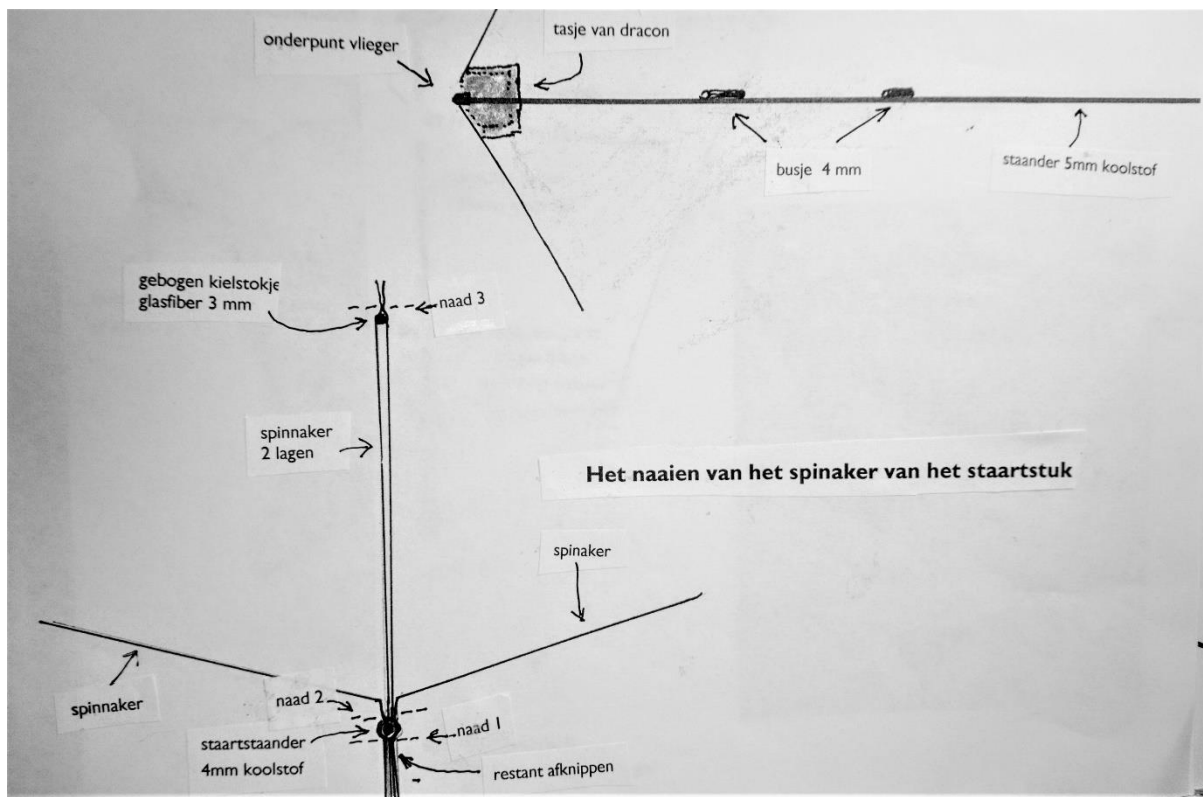 onderpunt vlieger
tasje van dracon
busje 4 mm
staander 5mm koolstof
gebogen kielstokje
glasfiber 3 mm
naad 3
spinnaker
2 lagen
Het naaien van het spinaker van het staartstuk
spinaker
spinnaker
naad 2
naad 1
staartstaander
4mm koolstof
restant afknippen